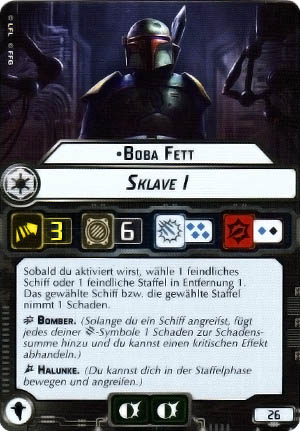 © LFL © FFG
•BOBA FETT
SKLAVE I
3
6
Sobald du aktiviert wirst, wähle 1 feindliches
Schiff oder 1 feindliche Staffel in Entfernung 1.
Das gewählte Schiff bzw. die gewählte Staffel
nimmt 1 Schaden.
BOMBER. (Solange du ein Schiff angreifst, fügt
jedes deiner -Symbole 1 Schaden zur Schadens-
summe hinzu und du kannst einen kritischen Effekt
abhandeln.)
HALUNKE. (Du kannst dich in der Staffelphase
bewegen und angreifen.)
26